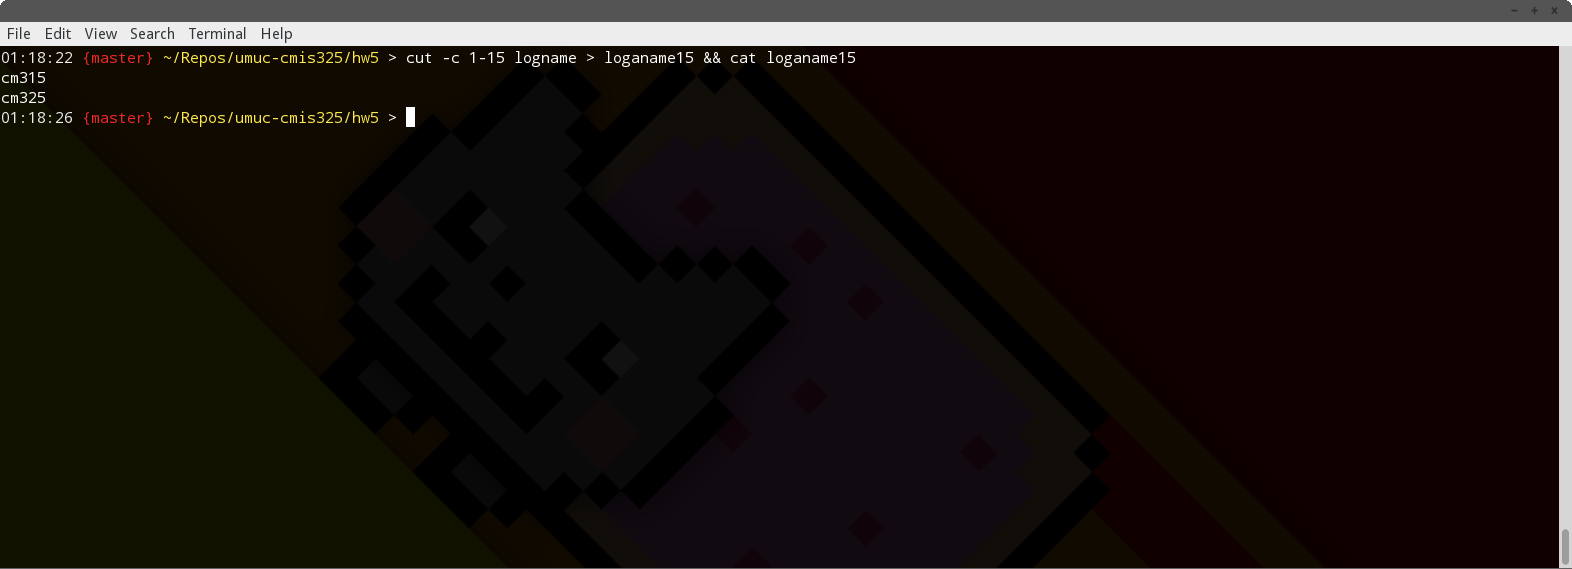 File Edit View Search Terminal Help
01:18:22 {master} ~/Repos/umuc-cmis325/hw5 > cut -c 1-15 logname > loganame15 && cat loganame15
cm315
cm325
01:18:26 {master} ~/Repos/umuc-cmis325/hw5 >